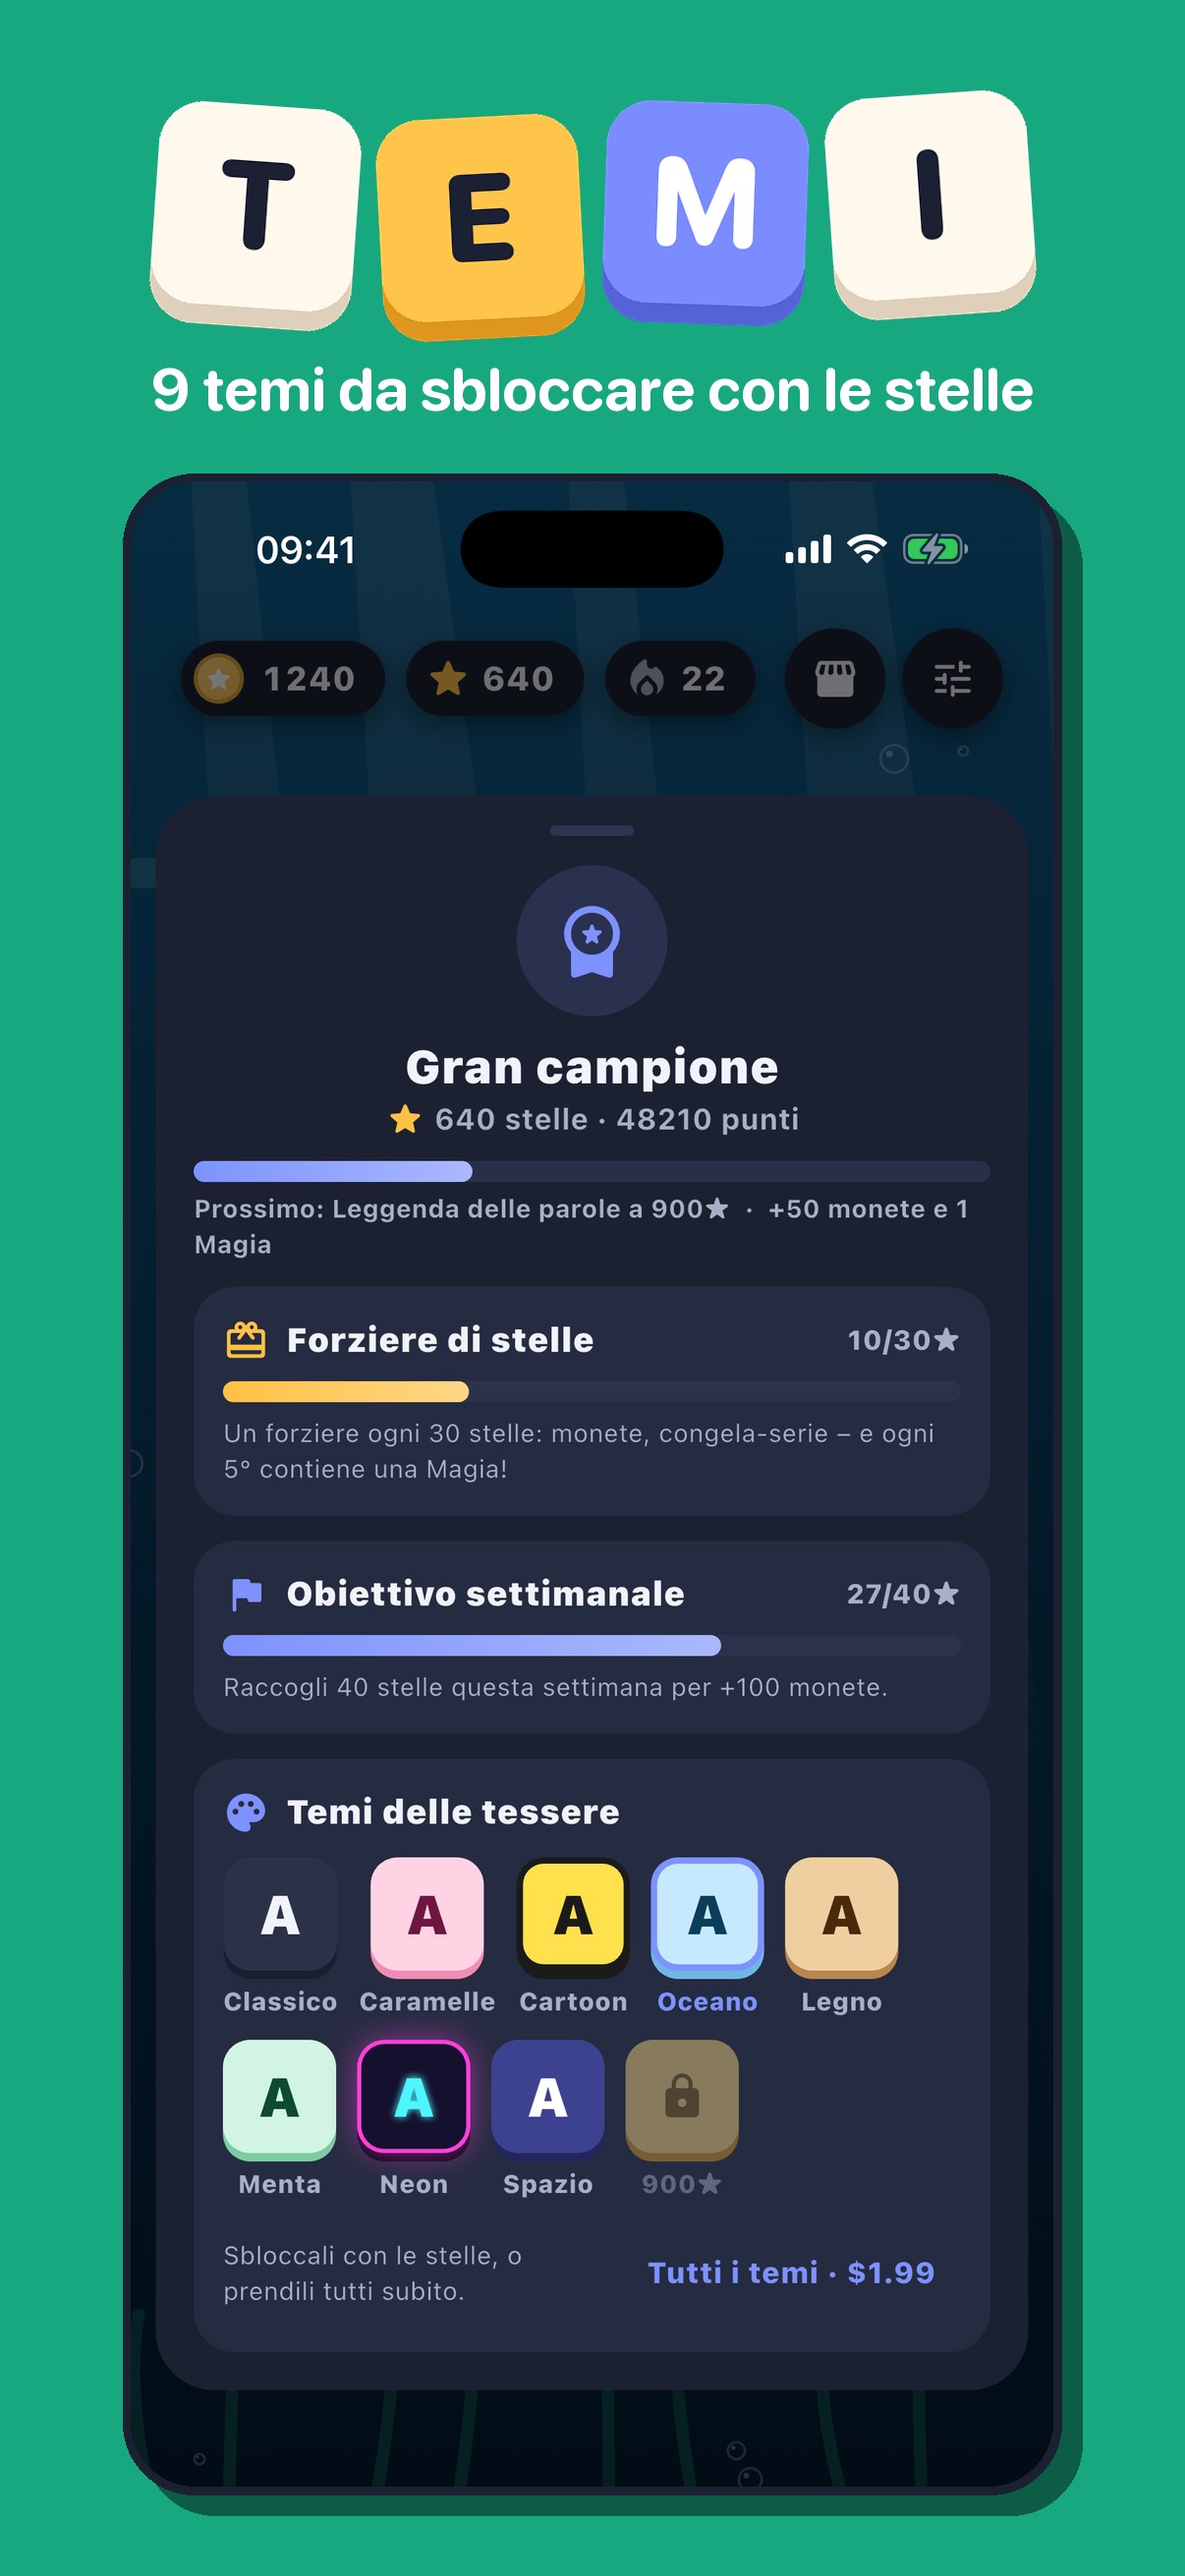 TEMI
9 temi da sbloccare con le stelle
09:41
1240 640 22
Gran campione
640 stelle · 48210 punti
Prossimo: Leggenda delle parole a 900★ · +50 monete e 1
Magia
Forziere di stelle 10/30★
Un forziere ogni 30 stelle: monete, congela-serie – e ogni
5° contiene una Magia!
Obiettivo settimanale 27/40★
Raccogli 40 stelle questa settimana per +100 monete.
Temi delle tessere
A A A A A
Classico Caramelle Cartoon Oceano Legno
A A A
Menta Neon Spazio 900★
Sbloccali con le stelle, o
prendili tutti subito.
Tutti i temi · $1.99